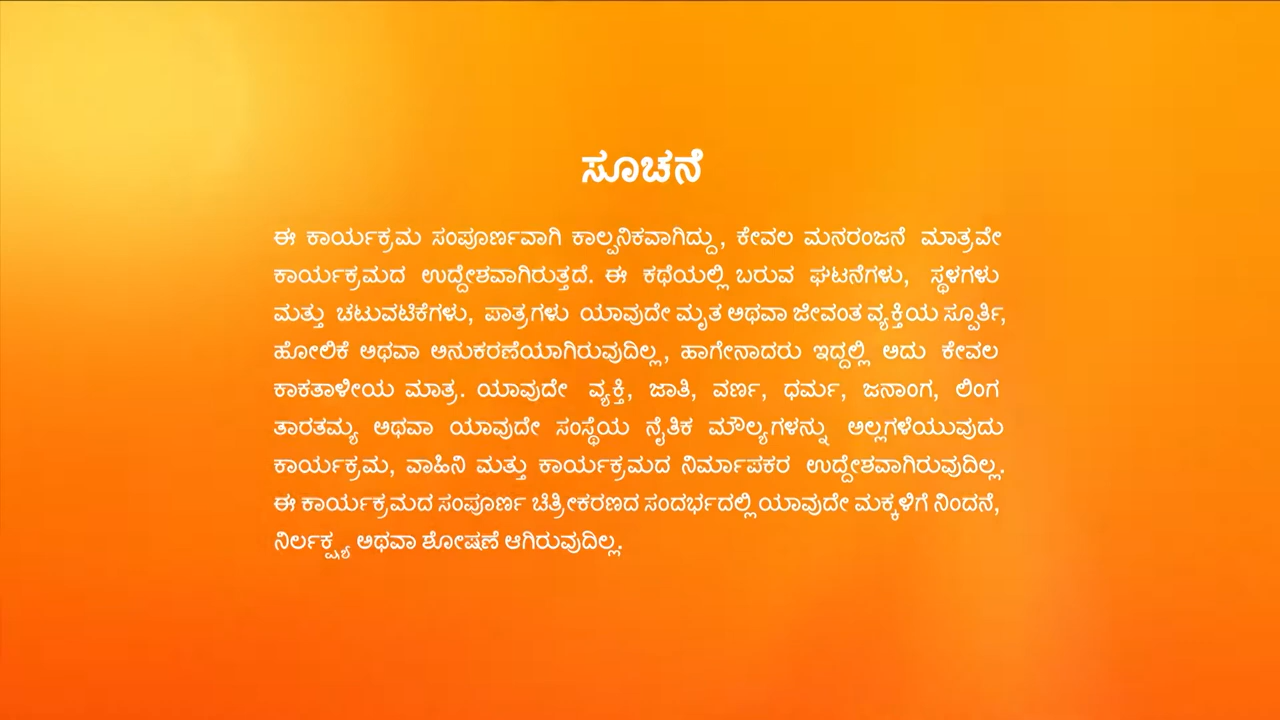 ಸೂಚನೆ
ಈ ಕಾರ್ಯಕ್ರಮ ಸಂಪೂರ್ಣವಾಗಿ ಕಾಲ್ಪನಿಕವಾಗಿದ್ದು, ಕೇವಲ ಮನರಂಜನೆ ಮಾತ್ರವೇ
ಕಾರ್ಯಕ್ರಮದ ಉದ್ದೇಶವಾಗಿರುತ್ತದೆ. ಈ ಕಥೆಯಲ್ಲಿ ಬರುವ ಘಟನೆಗಳು, ಸ್ಥಳಗಳು
ಮತ್ತು ಚಟುವಟಿಕೆಗಳು, ಪಾತ್ರಗಳು ಯಾವುದೇ ಮೃತ ಅಥವಾ ಜೀವಂತ ವ್ಯಕ್ತಿಯ ಸ್ಪೂರ್ತಿ,
ಹೋಲಿಕೆ ಅಥವಾ ಅನುಕರಣೆಯಾಗಿರುವುದಿಲ್ಲ, ಹಾಗೇನಾದರು ಇದ್ದಲ್ಲಿ ಅದು ಕೇವಲ
ಕಾಕತಾಳೀಯ ಮಾತ್ರ. ಯಾವುದೇ ವ್ಯಕ್ತಿ, ಜಾತಿ, ವರ್ಣ, ಧರ್ಮ, ಜನಾಂಗ, ಲಿಂಗ
ತಾರತಮ್ಯ ಅಥವಾ ಯಾವುದೇ ಸಂಸ್ಥೆಯ ನೈತಿಕ ಮೌಲ್ಯಗಳನ್ನು ಅಲ್ಲಗಳೆಯುವುದು
ಕಾರ್ಯಕ್ರಮ, ವಾಹಿನಿ ಮತ್ತು ಕಾರ್ಯಕ್ರಮದ ನಿರ್ಮಾಪಕರ ಉದ್ದೇಶವಾಗಿರುವುದಿಲ್ಲ.
ಈ ಕಾರ್ಯಕ್ರಮದ ಸಂಪೂರ್ಣ ಚಿತ್ರೀಕರಣದ ಸಂದರ್ಭದಲ್ಲಿ ಯಾವುದೇ ಮಕ್ಕಳಿಗೆ ನಿಂದನೆ,
ನಿರ್ಲಕ್ಷ್ಯ ಅಥವಾ ಶೋಷಣೆ ಆಗಿರುವುದಿಲ್ಲ.